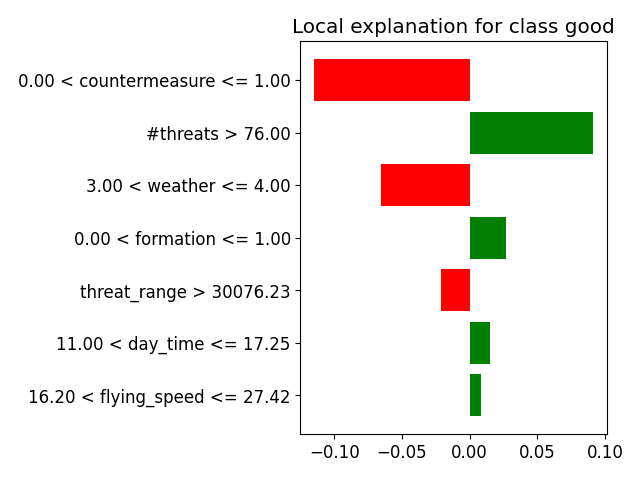 Local explanation for class good
0.00 < countermeasure <= 1.00
#threats > 76.00
3.00 < weather <= 4.00
0.00 < formation <= 1.00
threat_range > 30076.23
11.00 < day_time <= 17.25
16.20 < flying_speed <= 27.42
−0.10 −0.05 0.00 0.05 0.10